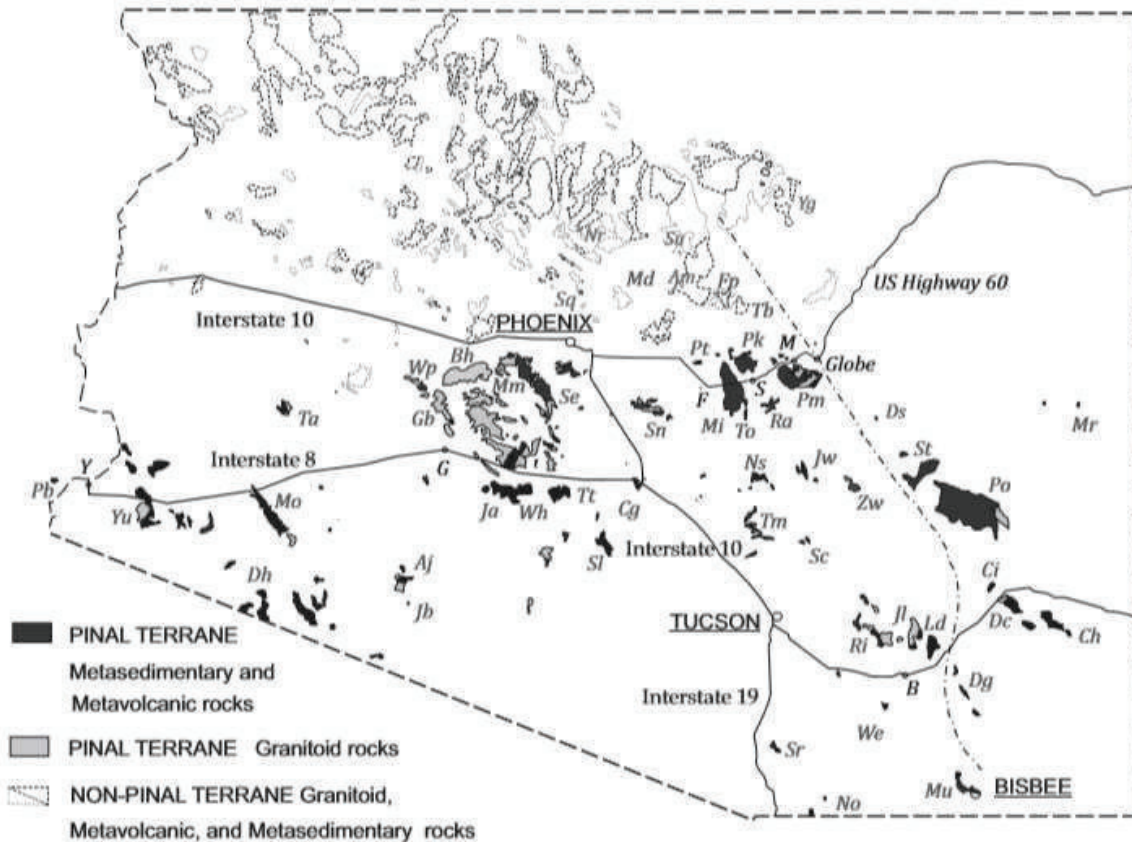 Yg
Nr
Su
Md
Am
Fp
Tb
Sq
US Highway 60
Interstate 10
PHOENIX
Bh
Wp
Mm
Gb
Se
Pt
Pk
M
Globe
F
S
Pm
Mi
To
Ra
Ta
Sn
Ds
Mr
Interstate 8
G
Y
Pb
Yu
Mo
Ja
Wh
Tt
Cg
Ns
Jw
Zw
St
Po
Tm
Sc
Sl
Interstate 10
Aj
Jb
Dh
TUCSON
Ri
Jl
Ld
Ci
Dc
Ch
B
Dg
We
Interstate 19
Sr
No
Mu
BISBEE
PINAL TERRANE
Metasedimentary and
Metavolcanic rocks
PINAL TERRANE Granitoid rocks
NON-PINAL TERRANE Granitoid,
Metavolcanic, and Metasedimentary rocks